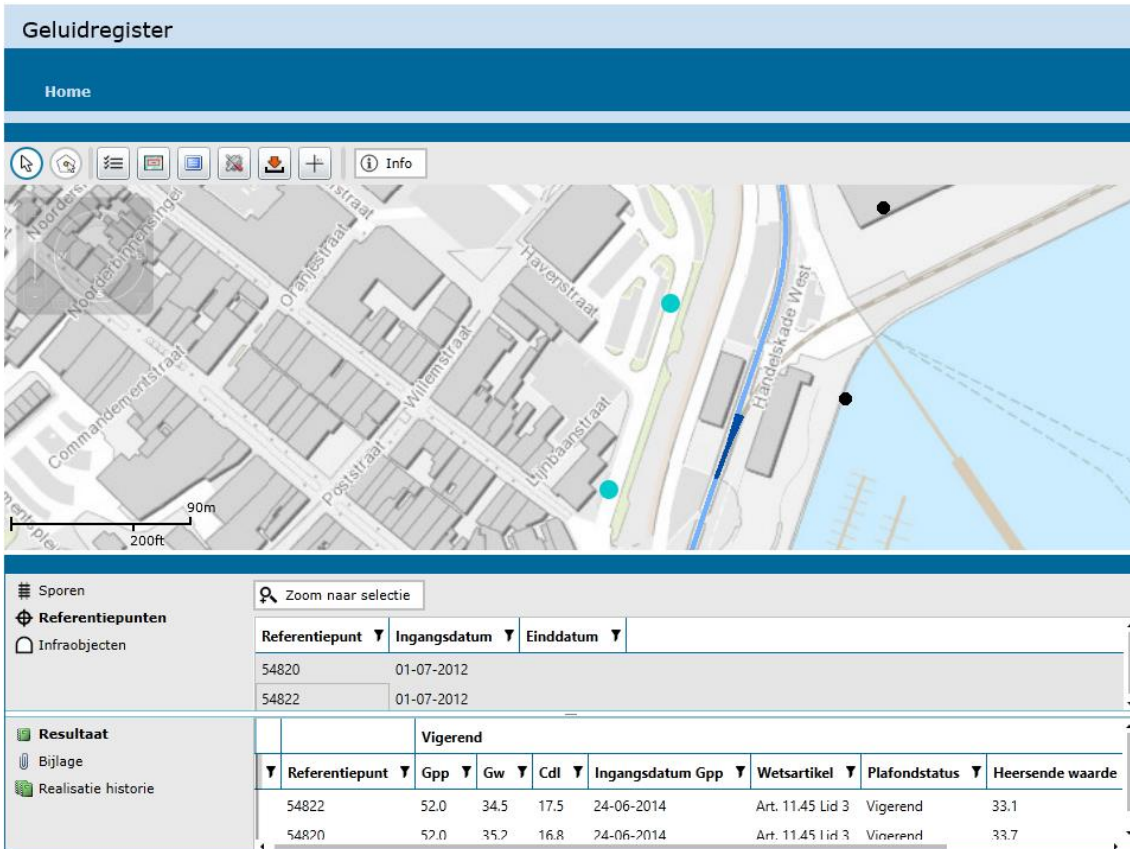 Geluidregister
Home
Info
Noorderbinnensingel
Oranjestraat
Havenstraat
Handelskade West
Willemstraat
Commandementstraat
Poststraat
Lijnbaanstraat
90m
200ft
Sporen
Referentiepunten
Infraobjecten
Zoom naar selectie
Referentiepunt Ingangsdatum Einddatum
54820 01-07-2012
54822 01-07-2012
Resultaat
Bijlage
Realisatie historie
Vigerend
Referentiepunt Gpp Gw Cdl Ingangsdatum Gpp Wetsartikel Plafondstatus Heersende waarde
54822 52.0 34.5 17.5 24-06-2014 Art. 11.45 Lid 3 Vigerend 33.1
54820 52.0 35.2 16.8 24-06-2014 Art. 11.45 Lid 3 Vigerend 33.7